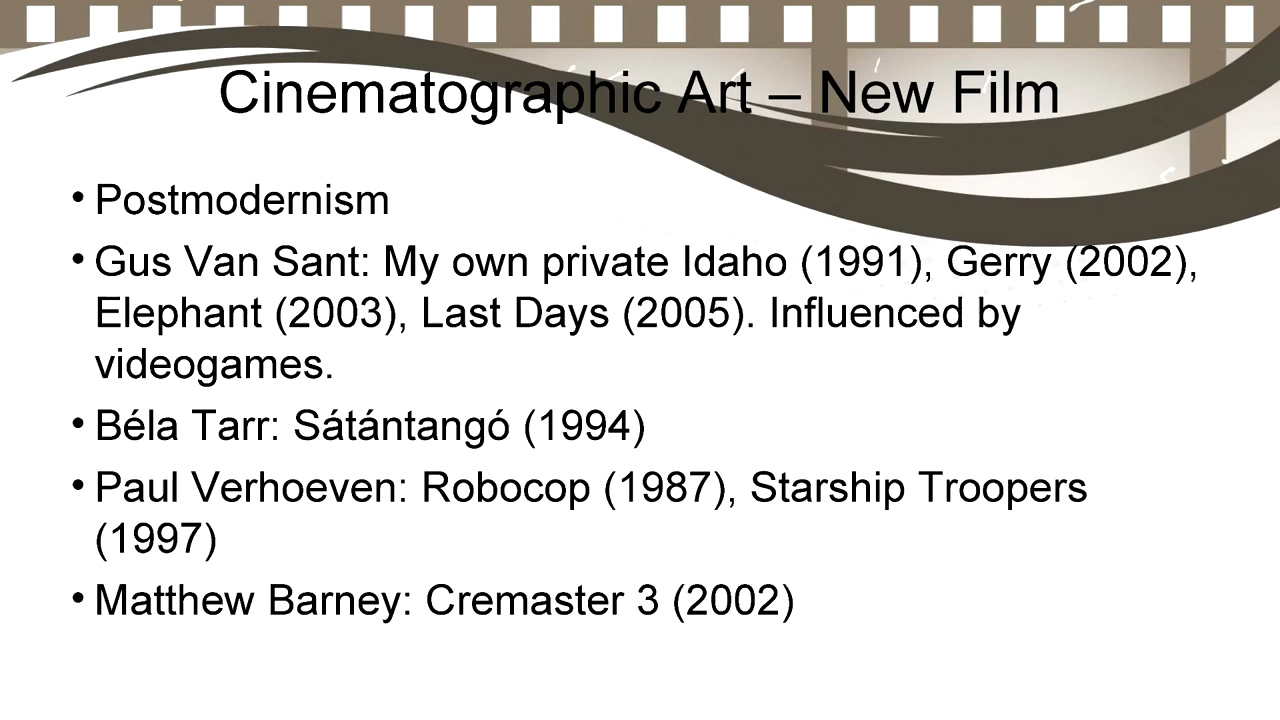 Cinematographic Art – New Film
• Postmodernism
• Gus Van Sant: My own private Idaho (1991), Gerry (2002),
Elephant (2003), Last Days (2005). Influenced by
videogames.
• Béla Tarr: Sátántangó (1994)
• Paul Verhoeven: Robocop (1987), Starship Troopers
(1997)
• Matthew Barney: Cremaster 3 (2002)